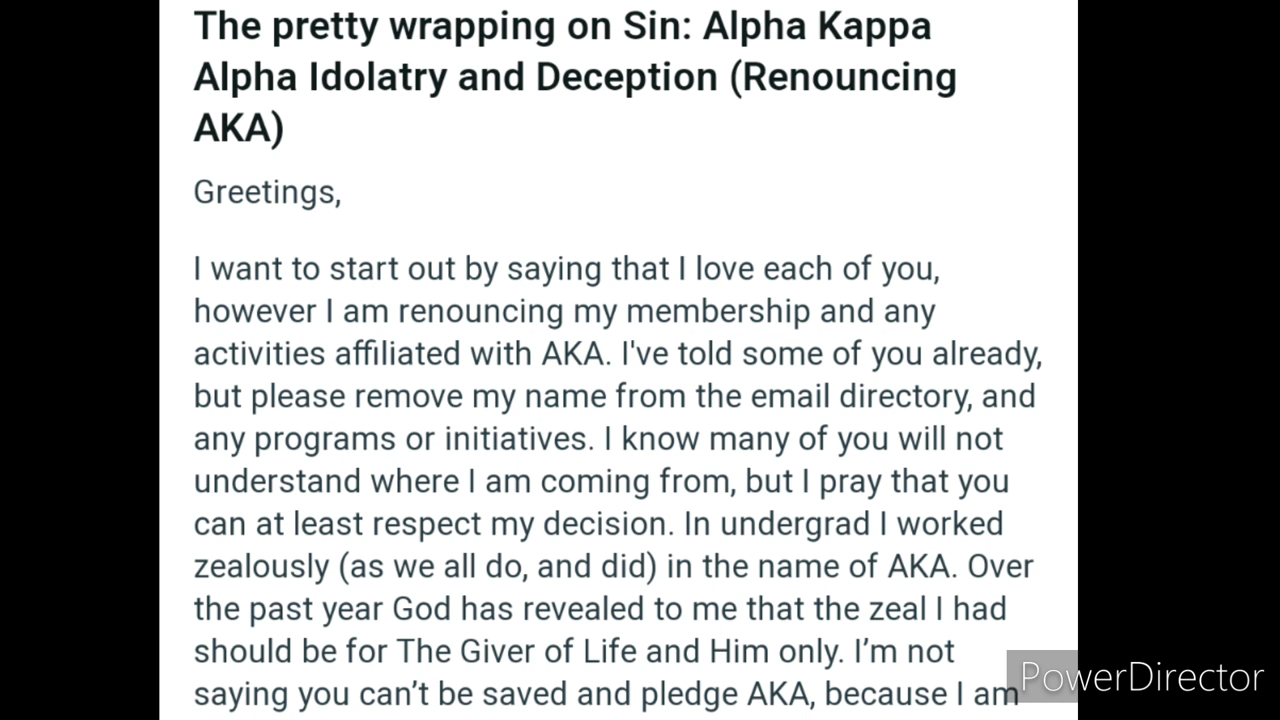 The pretty wrapping on Sin: Alpha Kappa
Alpha Idolatry and Deception (Renouncing
AKA)
Greetings,
I want to start out by saying that I love each of you,
however I am renouncing my membership and any
activities affiliated with AKA. I've told some of you already,
but please remove my name from the email directory, and
any programs or initiatives. I know many of you will not
understand where I am coming from, but I pray that you
can at least respect my decision. In undergrad I worked
zealously (as we all do, and did) in the name of AKA. Over
the past year God has revealed to me that the zeal I had
should be for The Giver of Life and Him only. I’m not
saying you can’t be saved and pledge AKA, because I am
PowerDirector